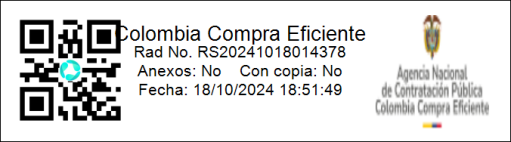 Colombia Compra Eficiente
Rad No. RS20241018014378
Anexos: No Con copia: No
Fecha: 18/10/2024 18:51:49
Agencia Nacional
de Contratación Pública
Colombia Compra Eficiente